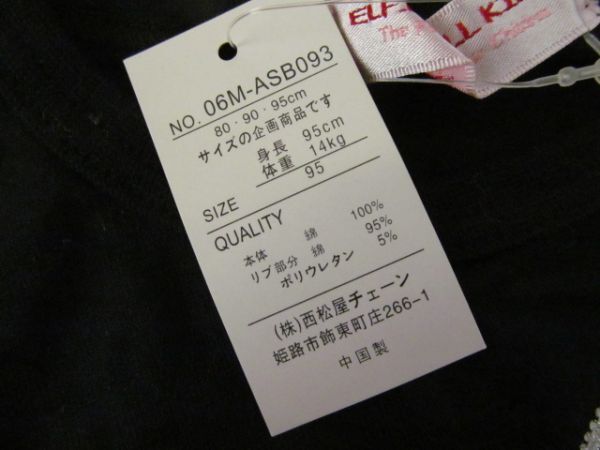 NO. 06M-ASB093
80・90・95cm
サイズの企画商品です
身長 95cm
体重 14kg
SIZE 95
QUALITY
本体 綿 100%
リブ部分 綿 95%
ポリウレタン 5%
(株)西松屋チェーン
姫路市飾東町庄266-1
中国製
ELF
LL KI
The